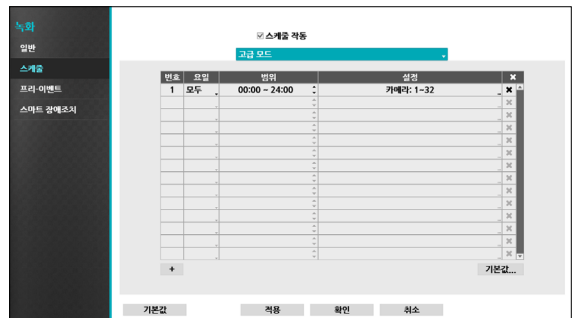 녹화
일반
스케줄
프리-이벤트
스마트 장애조치
스케줄 작동
고급 모드
번호 요일 범위 설정
1 모두 00:00 ~ 24:00 카메라: 1~32
+ 기본값...
기본값 적용 확인 취소